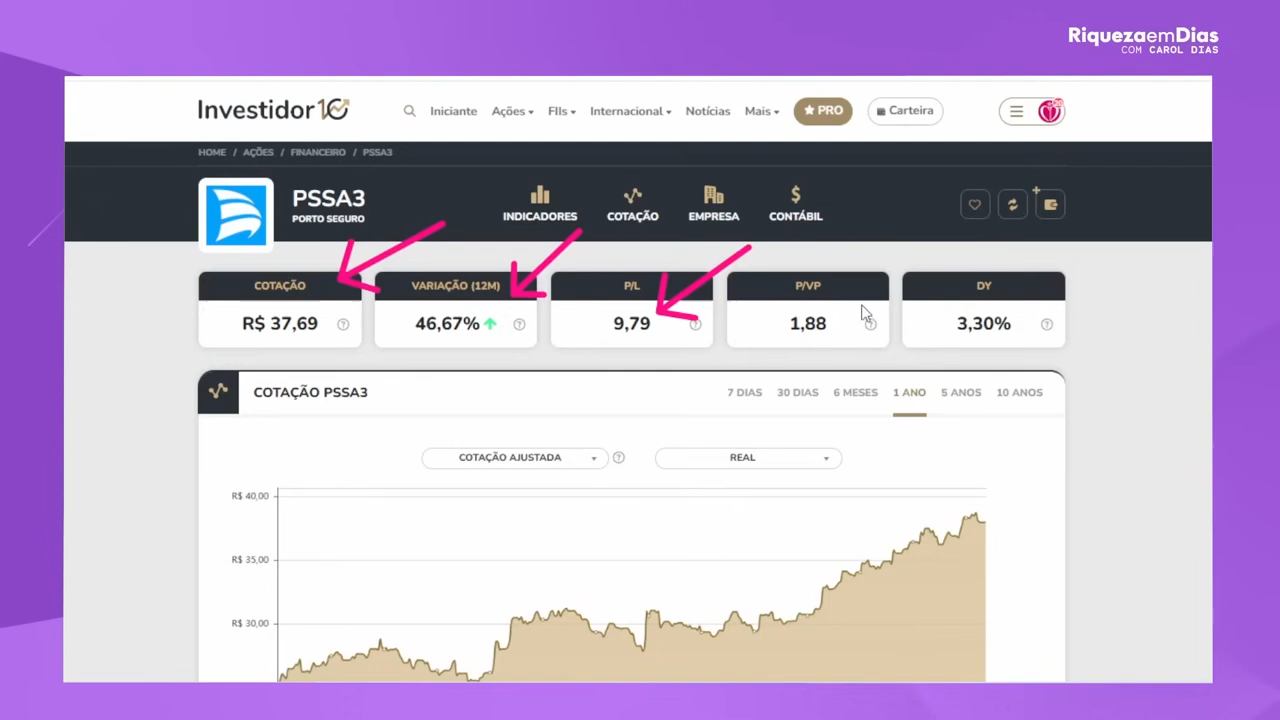 RiquezaemDias
COM CAROL DIAS
Investidor10
Iniciante Ações FIIs Internacional Notícias Mais PRO Carteira
HOME / AÇÕES / FINANCEIRO / PSSA3
PSSA3
PORTO SEGURO
INDICADORES COTAÇÃO EMPRESA CONTÁBIL
COTAÇÃO VARIAÇÃO (12M) P/L P/VP DY
R$ 37,69 ? 46,67% ? 9,79 ? 1,88 ? 3,30% ?
COTAÇÃO PSSA3 7 DIAS 30 DIAS 6 MESES 1 ANO 5 ANOS 10 ANOS
COTAÇÃO AJUSTADA ? REAL
R$ 40,00
R$ 35,00
R$ 30,00